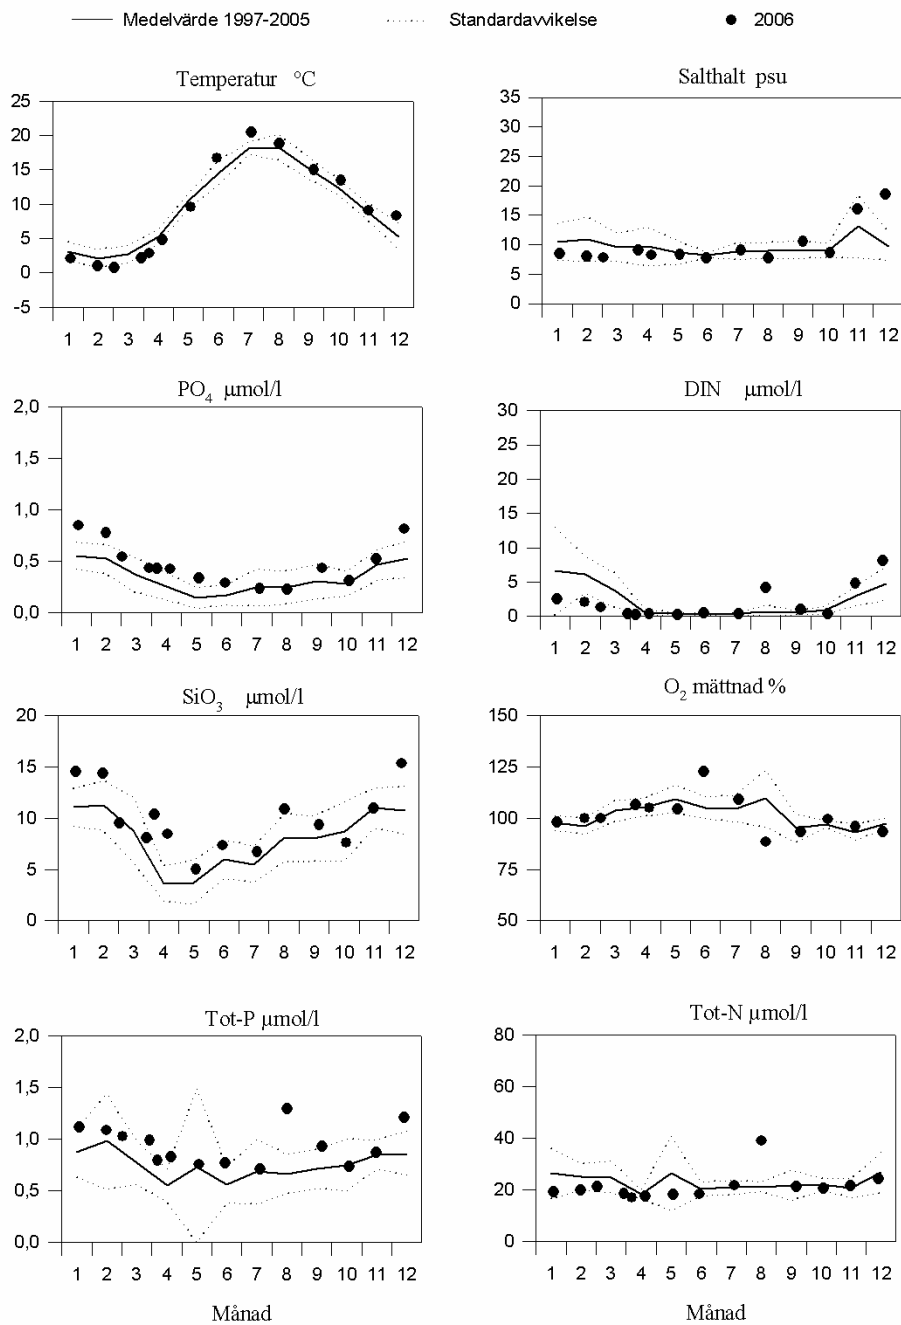 Medelvärde 1997-2005 Standardavvikelse 2006
Temperatur °C
25
20
15
10
5
0
-5
1 2 3 4 5 6 7 8 9 10 11 12
Salthalt psu
35
30
25
20
15
10
5
0
1 2 3 4 5 6 7 8 9 10 11 12
PO4 µmol/l
2,0
1,5
1,0
0,5
0,0
1 2 3 4 5 6 7 8 9 10 11 12
DIN µmol/l
30
25
20
15
10
5
0
1 2 3 4 5 6 7 8 9 10 11 12
SiO3 µmol/l
20
15
10
5
0
1 2 3 4 5 6 7 8 9 10 11 12
O2 mättnad %
150
125
100
75
50
1 2 3 4 5 6 7 8 9 10 11 12
Tot-P µmol/l
2,0
1,5
1,0
0,5
0,0
1 2 3 4 5 6 7 8 9 10 11 12
Månad
Tot-N µmol/l
80
60
40
20
0
1 2 3 4 5 6 7 8 9 10 11 12
Månad